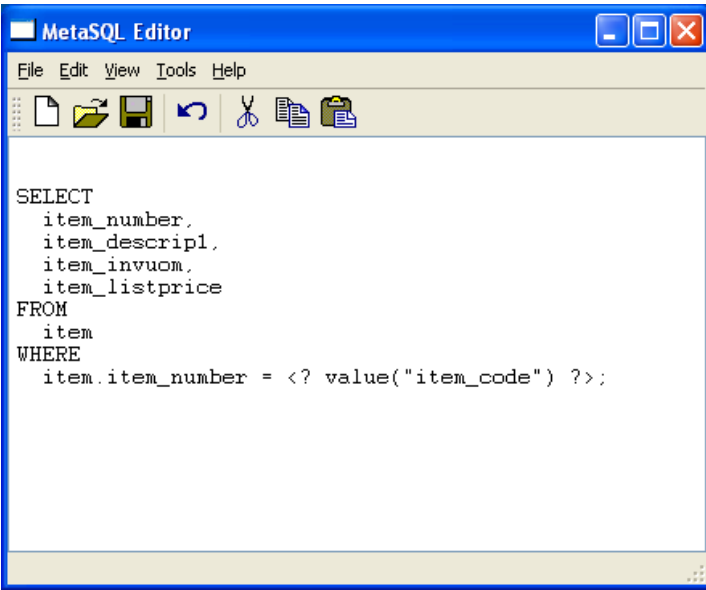 MetaSQL Editor
File Edit View Tools Help
SELECT
  item_number,
  item_descrip1,
  item_invuom,
  item_listprice
FROM
  item
WHERE
  item.item_number = <? value("item_code") ?>;